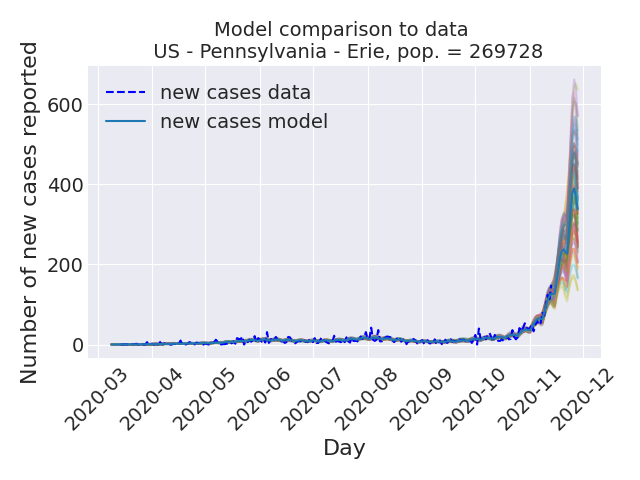 Model comparison to data
US - Pennsylvania - Erie, pop. = 269728
Number of new cases reported
600
400
200
0
new cases data
new cases model
2020-03
2020-04
2020-05
2020-06
2020-07
2020-08
2020-09
2020-10
2020-11
2020-12
Day